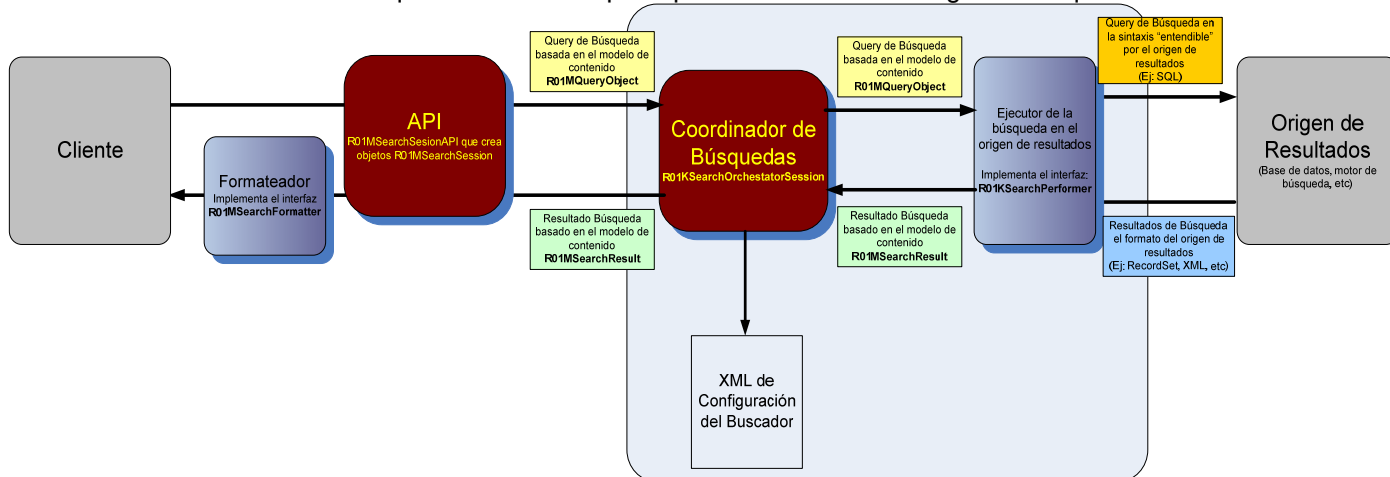 Cliente
Formateador
Implementa el interfaz
R01MSearchFormatter
API
R01MSearchSesionAPI que crea
objetos R01MSearchSession
Query de Búsqueda
basada en el modelo de
contenido
R01MQueryObject
Resultado Búsqueda
basado en el modelo de
contenido
R01MSearchResult
Coordinador de
Búsquedas
R01KSearchOrchestatorSession
XML de
Configuración
del Buscador
Query de Búsqueda
basada en el modelo de
contenido
R01MQueryObject
Resultado Búsqueda
basado en el modelo de
contenido
R01MSearchResult
Ejecutor de la
búsqueda en el
origen de resultados
Implementa el interfaz:
R01KSearchPerformer
Query de Búsqueda en
la sintaxis “entendible”
por el origen de
resultados
(Ej: SQL)
Resultados de Búsqueda
el formato del origen de
resultados
(Ej: RecordSet, XML, etc)
Origen de
Resultados
(Base de datos, motor de
búsqueda, etc)